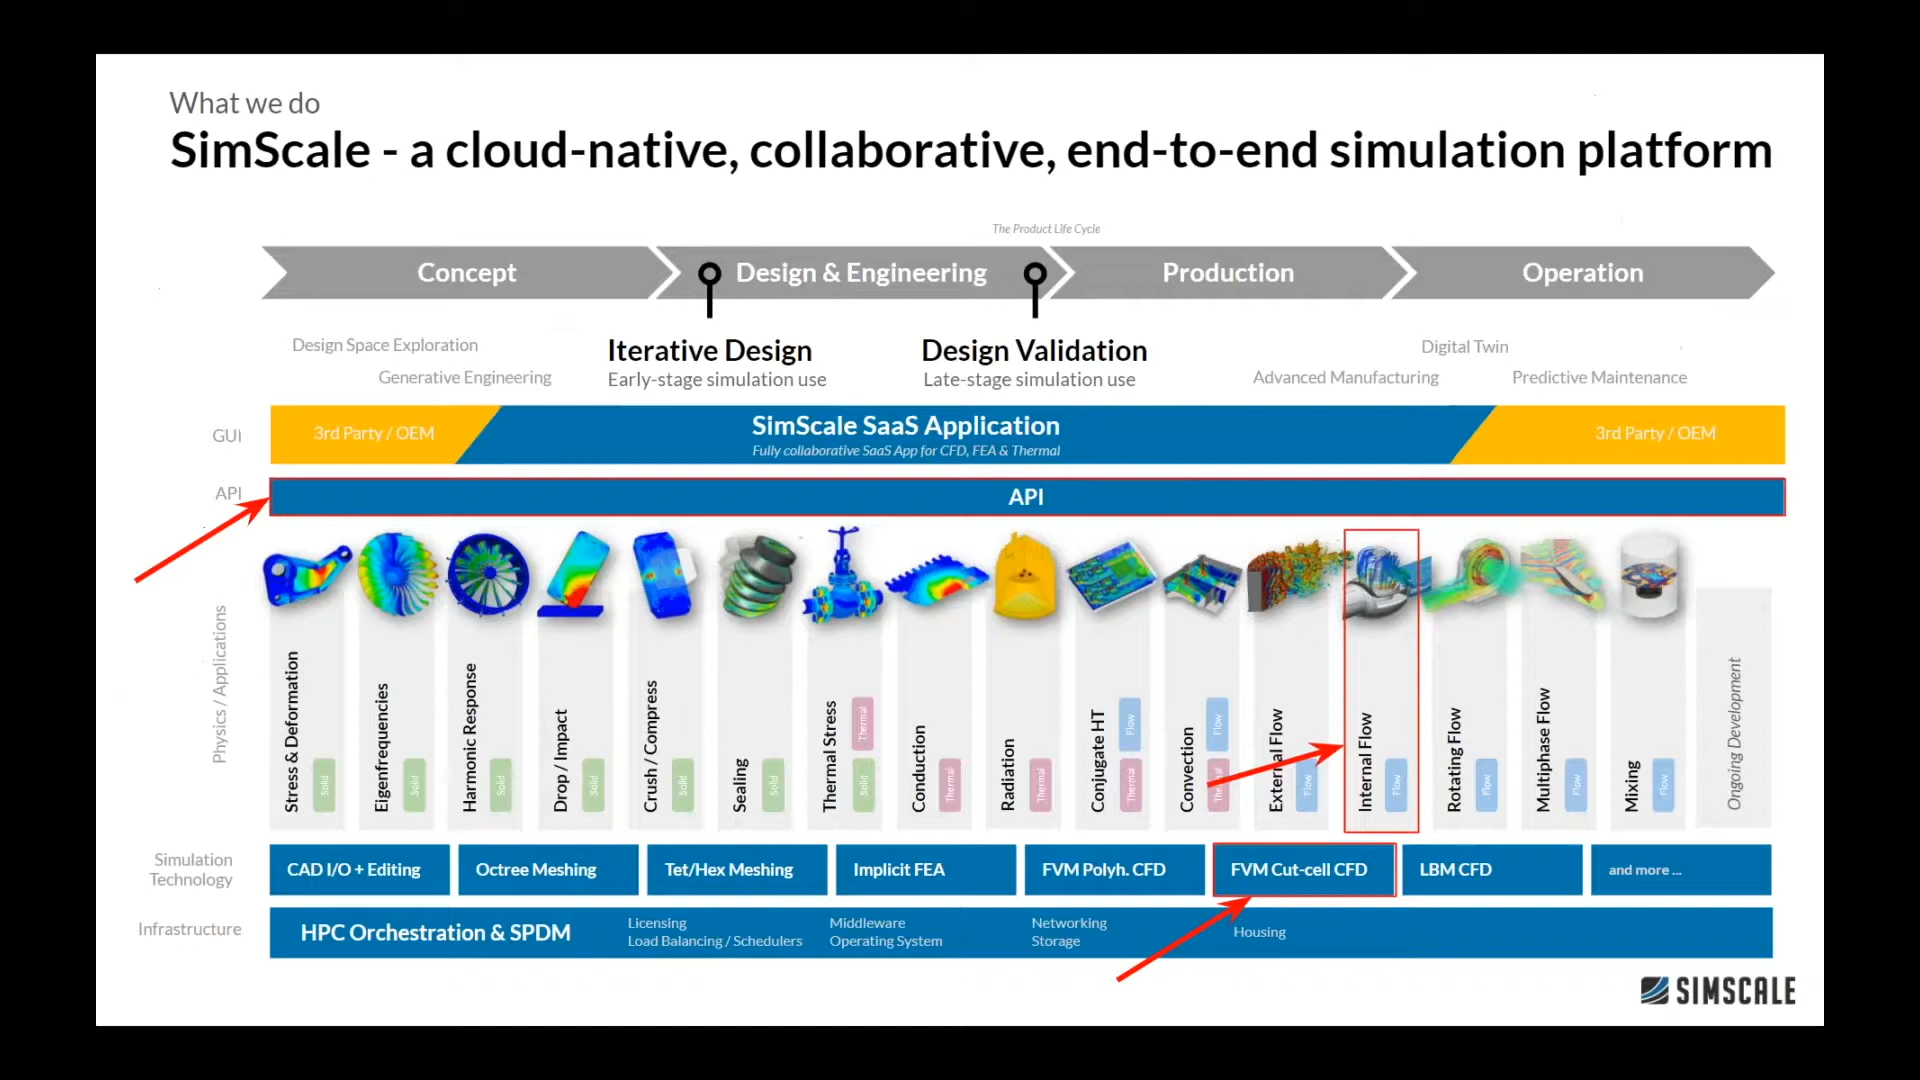 What we do
SimScale - a cloud-native, collaborative, end-to-end simulation platform
The Product Life Cycle
Concept
Design & Engineering
Production
Operation
Design Space Exploration
Generative Engineering
Iterative Design
Early-stage simulation use
Design Validation
Late-stage simulation use
Digital Twin
Advanced Manufacturing
Predictive Maintenance
GUI
3rd Party / OEM
SimScale SaaS Application
Fully collaborative SaaS App for CFD, FEA & Thermal
3rd Party / OEM
API
API
Physics / Applications
Stress & Deformation
Solid
Eigenfrequencies
Solid
Harmonic Response
Solid
Drop / Impact
Solid
Crush / Compress
Solid
Sealing
Solid
Thermal Stress
Thermal
Solid
Conduction
Thermal
Radiation
Thermal
Conjugate HT
Flow
Thermal
Convection
Flow
Thermal
External Flow
Flow
Internal Flow
Flow
Rotating Flow
Flow
Multiphase Flow
Flow
Mixing
Flow
Ongoing Development
Simulation
Technology
CAD I/O + Editing
Octree Meshing
Tet/Hex Meshing
Implicit FEA
FVM Polyh. CFD
FVM Cut-cell CFD
LBM CFD
and more ...
Infrastructure
HPC Orchestration & SPDM
Licensing
Load Balancing / Schedulers
Middleware
Operating System
Networking
Storage
Housing
SIMSCALE